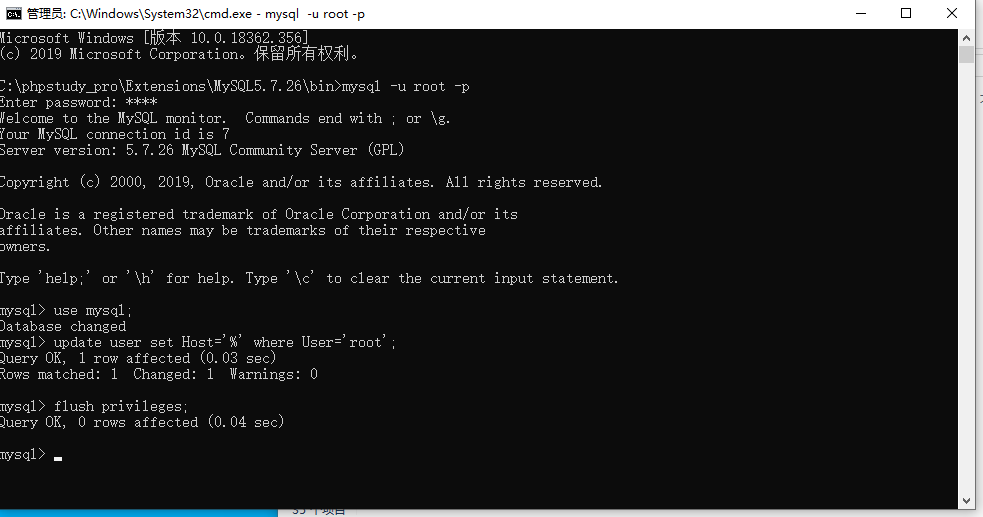 管理员: C:\Windows\System32\cmd.exe - mysql  -u root -p
Microsoft Windows [版本 10.0.18362.356]
(c) 2019 Microsoft Corporation。保留所有权利。
C:\phpstudy_pro\Extensions\MySQL5.7.26\bin>mysql -u root -p
Enter password: ****
Welcome to the MySQL monitor.  Commands end with ; or \g.
Your MySQL connection id is 7
Server version: 5.7.26 MySQL Community Server (GPL)
Copyright (c) 2000, 2019, Oracle and/or its affiliates. All rights reserved.
Oracle is a registered trademark of Oracle Corporation and/or its
affiliates. Other names may be trademarks of their respective
owners.
Type 'help;' or '\h' for help. Type '\c' to clear the current input statement.
mysql> use mysql;
Database changed
mysql> update user set Host='%' where User='root';
Query OK, 1 row affected (0.03 sec)
Rows matched: 1  Changed: 1  Warnings: 0
mysql> flush privileges;
Query OK, 0 rows affected (0.04 sec)
mysql>
个项目